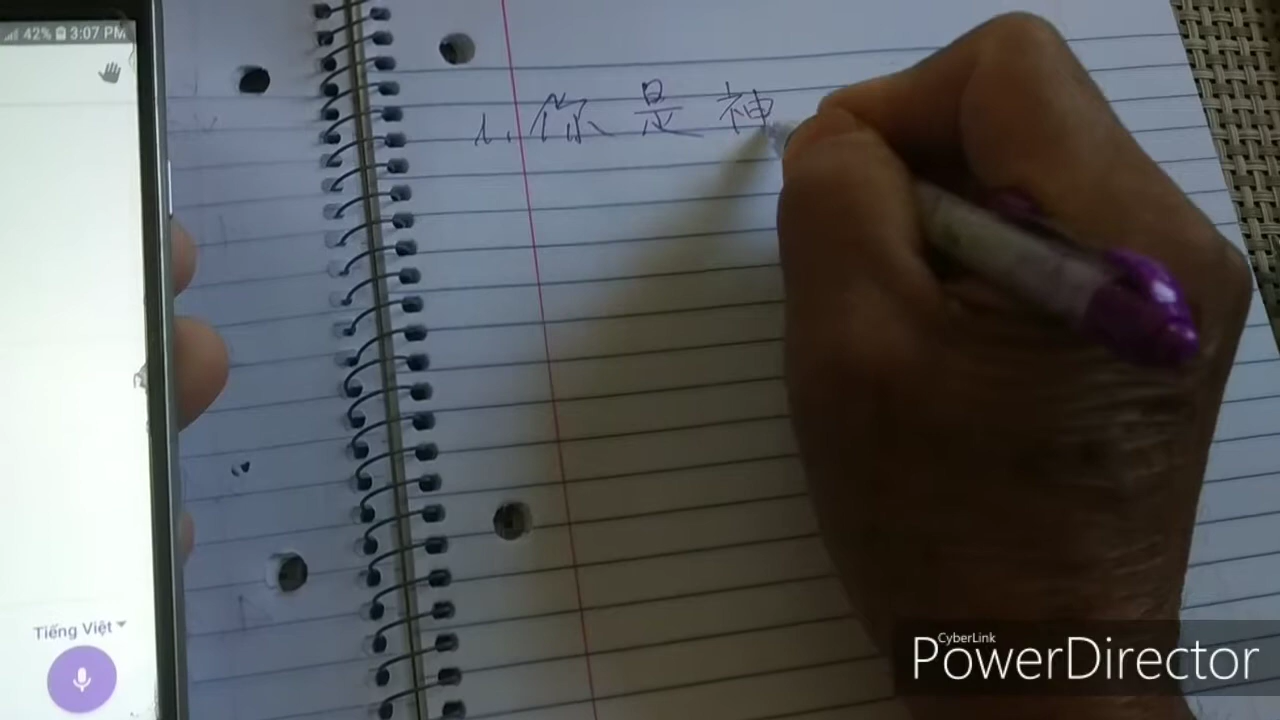 42% 3:07 PM
1. 你是神
Tiếng Việt
CyberLink
PowerDirector